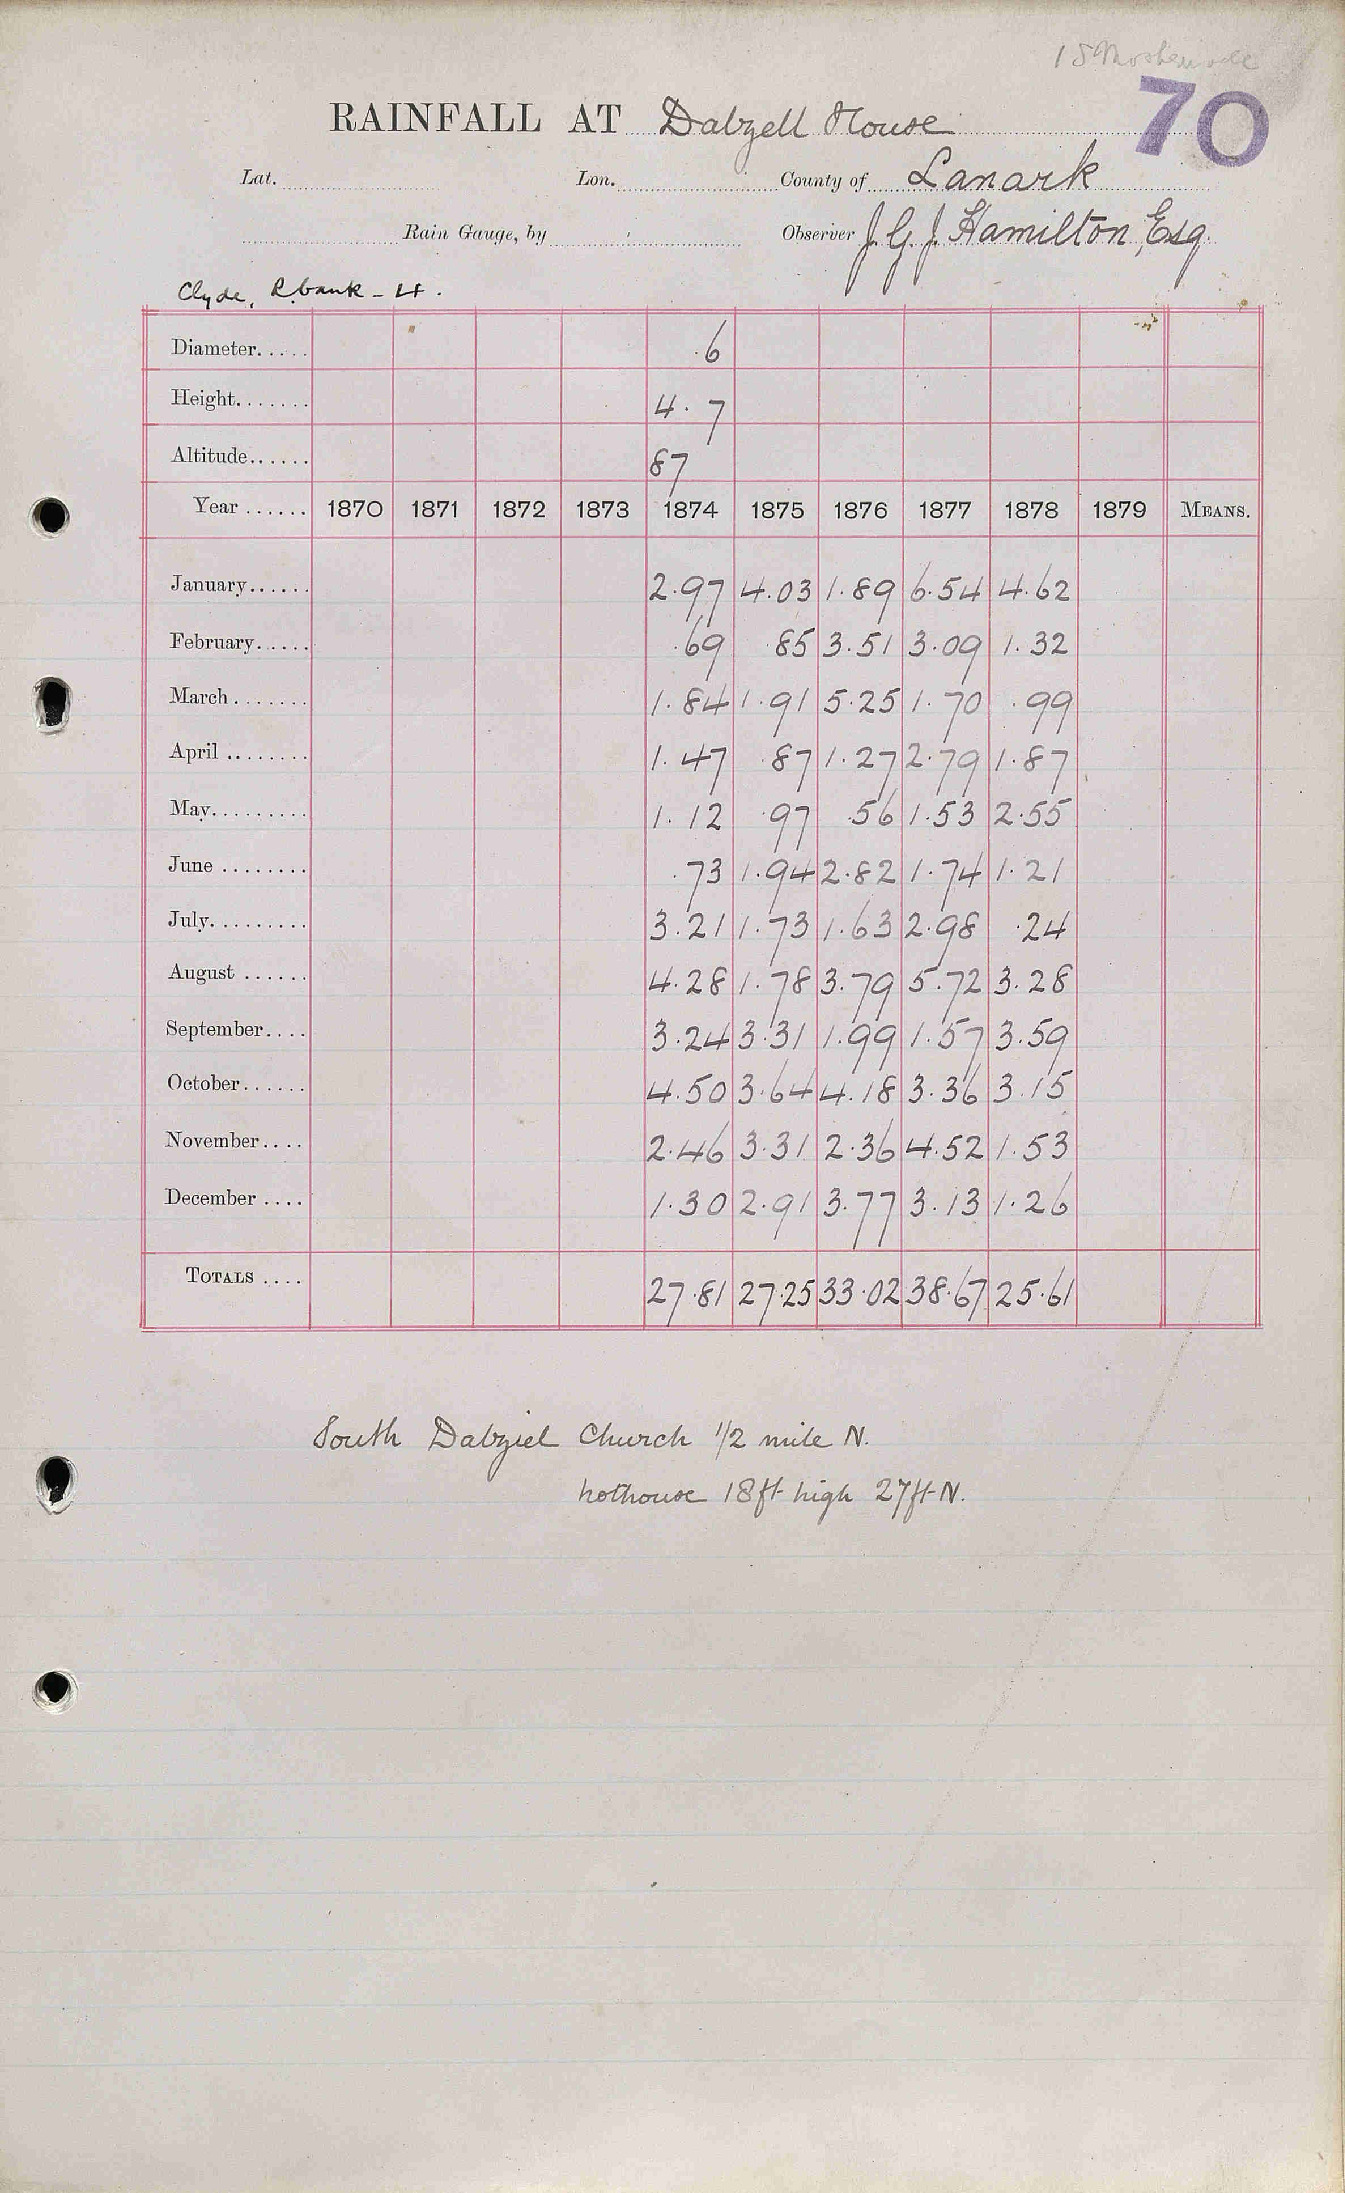 70
RAINFALL AT Dalzell House
Lat. Lon. County of Lanark
Rain Gauge, by Observer J. G. J. Hamilton, Esq.
Clyde, R. bank - 4.
Diameter..... .6
Height....... 4. 7
Altitude...... 87
Year ...... 1870 1871 1872 1873 1874 1875 1876 1877 1878 1879 MEANS.
January...... 2.97 4.03 1.89 6.54 4.62
February..... .69 .85 3.51 3.09 1.32
March ....... 1.84 1.91 5.25 1.70 .99
April ........ 1.47 .87 1.27 2.79 1.87
May......... 1.12 .97 .56 1.53 2.55
June ........ .73 1.94 2.82 1.74 1.21
July......... 3.21 1.73 1.63 2.98 .24
August ...... 4.28 1.78 3.79 5.72 3.28
September.... 3.24 3.31 1.99 1.57 3.59
October...... 4.50 3.64 4.18 3.36 3.15
November.... 2.46 3.31 2.36 4.52 1.53
December .... 1.30 2.91 3.77 3.13 1.26
TOTALS .... 27.81 27.25 33.02 38.67 25.61
South Dalziel Church 1/2 mile N.
hothouse 18ft high 27ft N.